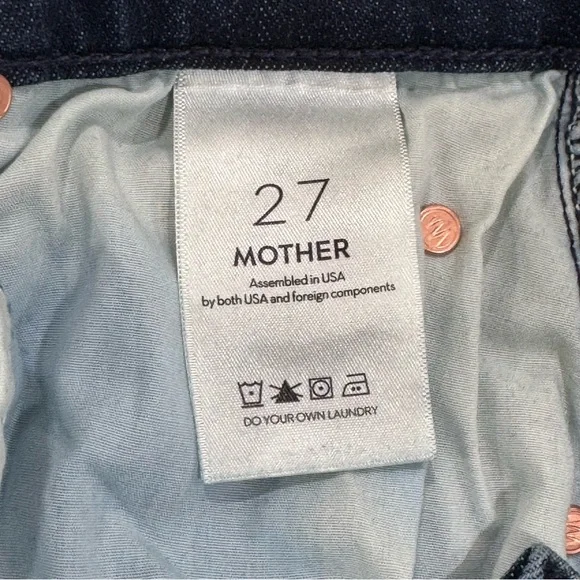 27
MOTHER
Assembled in USA
by both USA and foreign components
DO YOUR OWN LAUNDRY